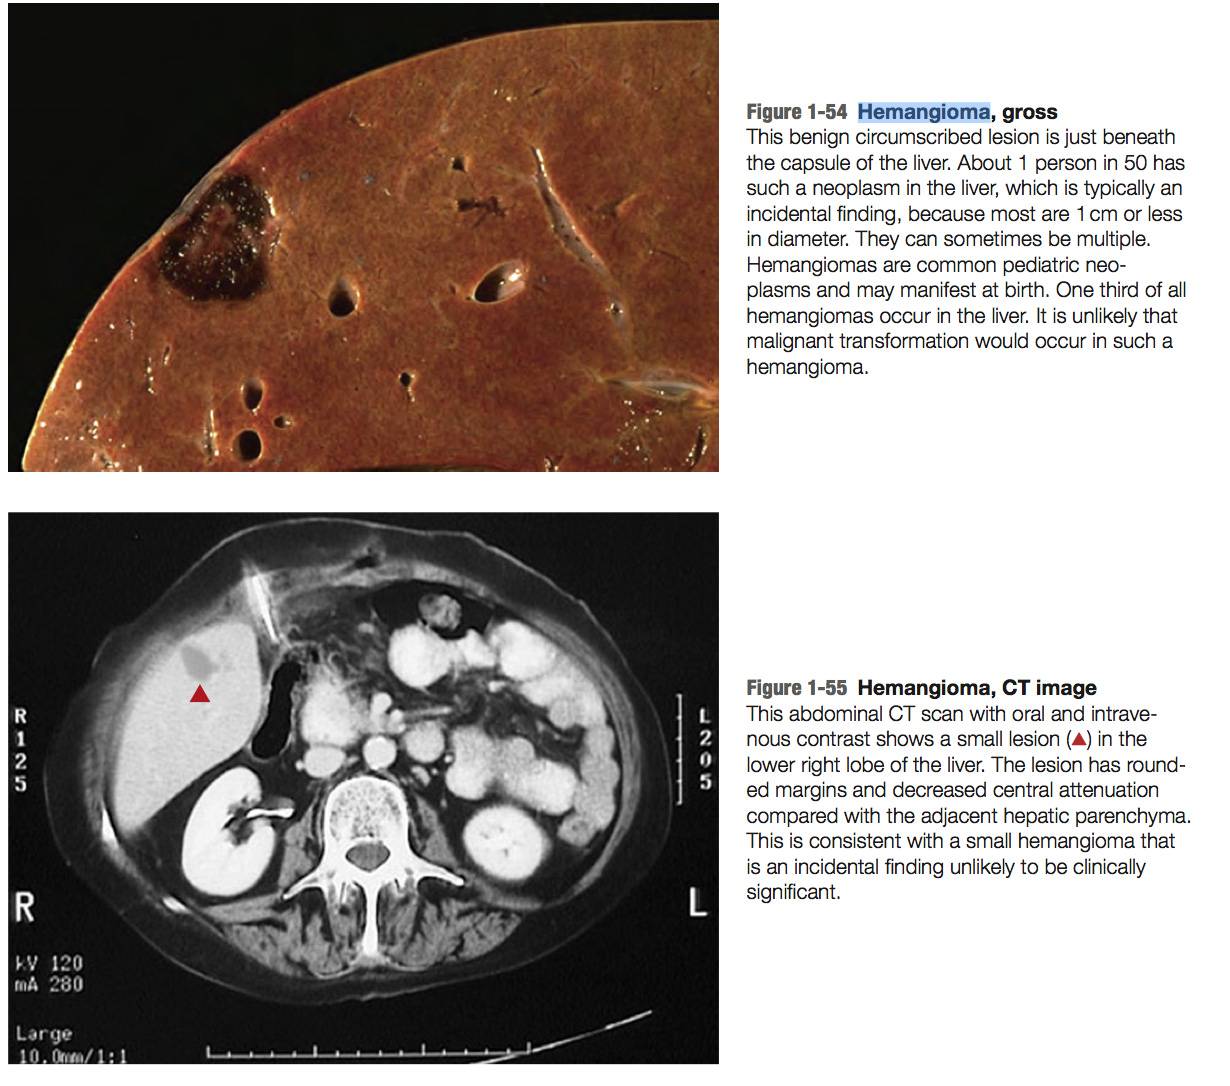 Figure 1-54 Hemangioma, gross
This benign circumscribed lesion is just beneath
the capsule of the liver. About 1 person in 50 has
such a neoplasm in the liver, which is typically an
incidental finding, because most are 1 cm or less
in diameter. They can sometimes be multiple.
Hemangiomas are common pediatric neo-
plasms and may manifest at birth. One third of all
hemangiomas occur in the liver. It is unlikely that
malignant transformation would occur in such a
hemangioma.
R
1
2
5
L
2
0
5
R
L
kV 120
mA 280
Large
10.0mm/1:1
Figure 1-55 Hemangioma, CT image
This abdominal CT scan with oral and intrave-
nous contrast shows a small lesion (▲) in the
lower right lobe of the liver. The lesion has round-
ed margins and decreased central attenuation
compared with the adjacent hepatic parenchyma.
This is consistent with a small hemangioma that
is an incidental finding unlikely to be clinically
significant.